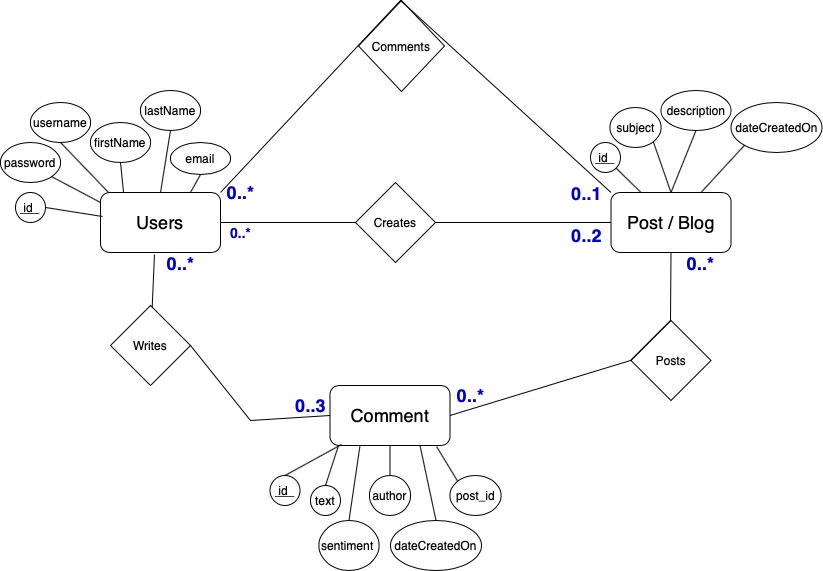 Comments
lastName
description
username
subject
dateCreatedOn
firstName
email
id
password
0..*
0..1
id
Users
Creates
Post / Blog
0..*
0..2
0..*
0..*
Writes
Posts
0..3
0..*
Comment
id
text
author
post_id
sentiment
dateCreatedOn